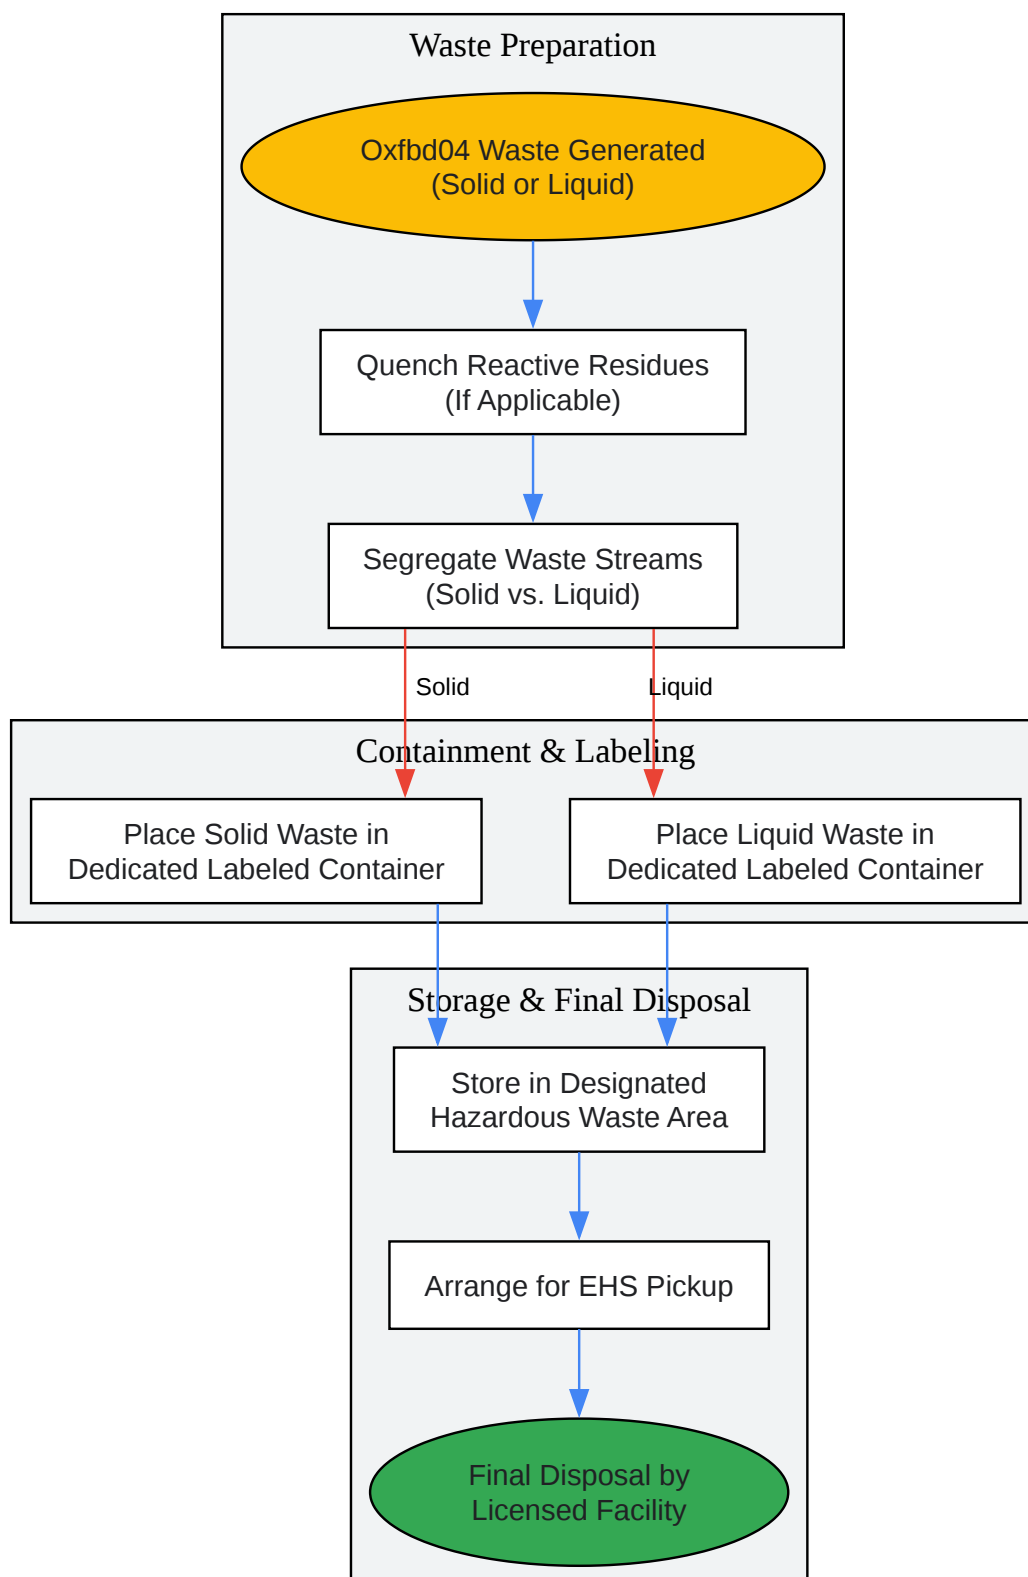 Waste Preparation
Oxfbd04 Waste Generated
(Solid or Liquid)
Quench Reactive Residues
(If Applicable)
Segregate Waste Streams
(Solid vs. Liquid)
Solid
Liquid
Containment & Labeling
Place Solid Waste in
Dedicated Labeled Container
Place Liquid Waste in
Dedicated Labeled Container
Storage & Final Disposal
Store in Designated
Hazardous Waste Area
Arrange for EHS Pickup
Final Disposal by
Licensed Facility